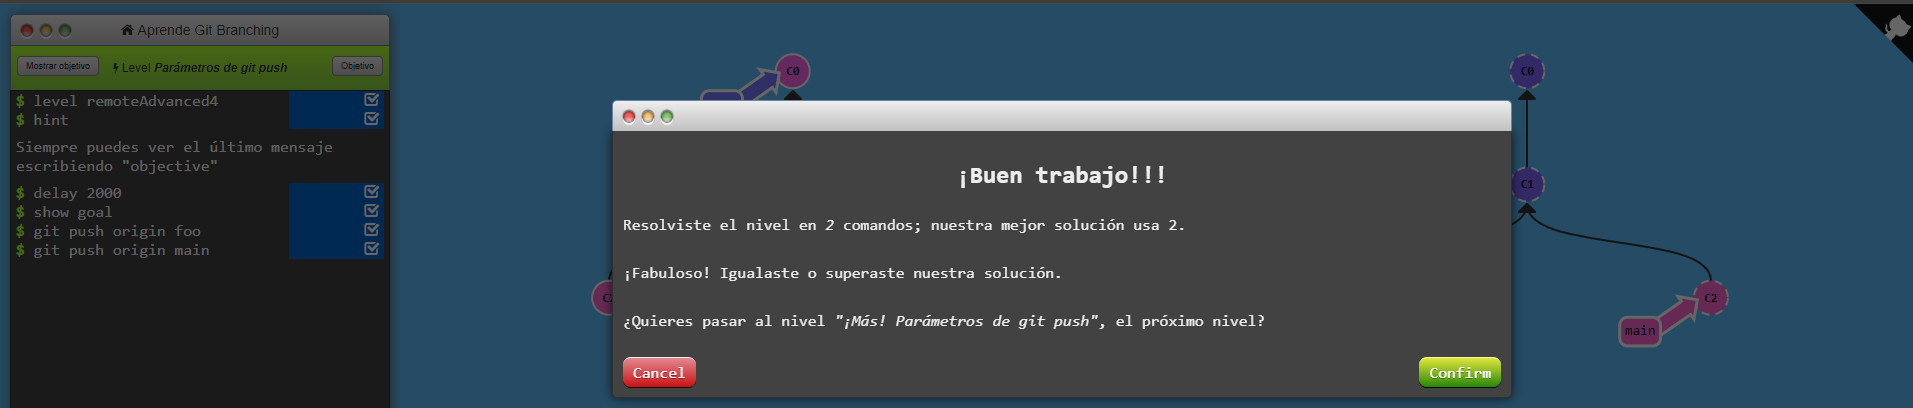 Aprende Git Branching
Mostrar objetivo
Level Parámetros de git push
Objetivo
$ level remoteAdvanced4
$ hint
Siempre puedes ver el último mensaje
escribiendo "objective"
$ delay 2000
$ show goal
$ git push origin foo
$ git push origin main
C0
¡Buen trabajo!!!
Resolviste el nivel en 2 comandos; nuestra mejor solución usa 2.
¡Fabuloso! Igualaste o superaste nuestra solución.
¿Quieres pasar al nivel "¡Más! Parámetros de git push", el próximo nivel?
Cancel
Confirm
C0
C1
C2
main